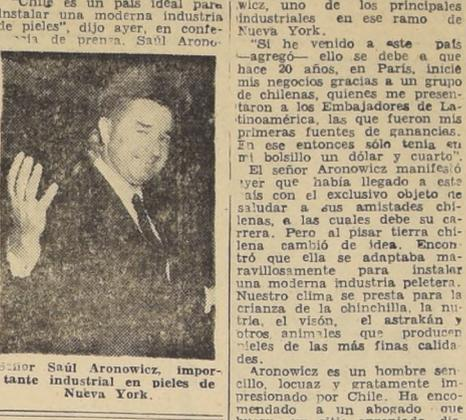 "Chile es un país ideal para
instalar una moderna industria
de pieles", dijo ayer, en confe-
de prensa, Saúl Arono-
Señor Saúl Aronowicz, impor-
tante industrial en pieles de
Nueva York.
wicz, uno de los principales
industriales en ese ramo de
Nueva York.
"Si he venido a este país
—agregó— ello se debe a que
hace 20 años, en París, inicié
mis negocios gracias a un grupo
de chilenas, quienes me presen-
taron a los Embajadores de La-
tinoamérica, las que fueron mis
primeras fuentes de ganancias.
En ese entonces sólo tenía en
mi bolsillo un dólar y cuarto".
El señor Aronowicz manifestó
ayer que había llegado a este
país con el exclusivo objeto de
saludar a sus amistades chi-
lenas, a las cuales debe su ca-
rrera. Pero al pisar tierra chi-
lena cambió de idea. Encon-
tró que ella se adaptaba ma-
ravillosamente para instalar
una moderna industria peletera.
Nuestro clima se presta para la
crianza de la chinchilla, la nu-
tria, el visón, el astrakán y
otros animales que producen
pieles de las más finas calida-
des.
Aronowicz es un hombre sen-
cillo, locuaz y gratamente im-
presionado por Chile. Ha enco-
mendado a abogado un